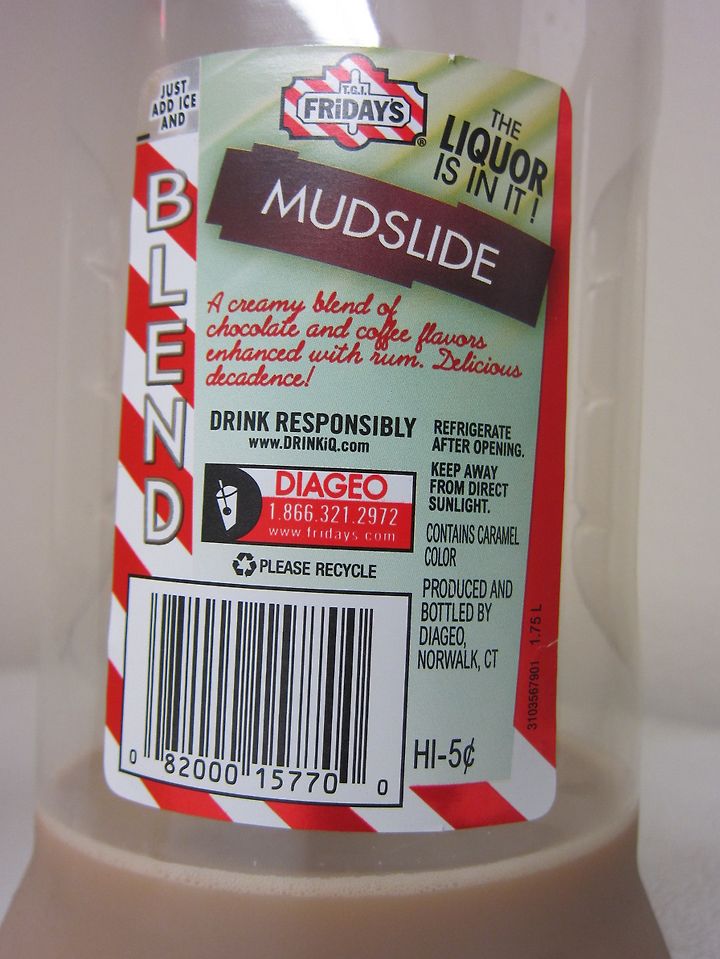 JUST
ADD ICE
AND
BLEND
T.G.I.
FRiDAY'S
®
THE
LIQUOR
IS IN IT!
MUDSLIDE
A creamy blend of
chocolate and coffee flavors
enhanced with rum. Delicious
decadence!
DRINK RESPONSIBLY
www.DRINKiQ.com
DIAGEO
1.866.321.2972
www.fridays.com
PLEASE RECYCLE
REFRIGERATE
AFTER OPENING.
KEEP AWAY
FROM DIRECT
SUNLIGHT.
CONTAINS CARAMEL
COLOR
PRODUCED AND
BOTTLED BY
DIAGEO,
NORWALK, CT
3103567901 1.75 L
HI-5¢
0 82000 15770 0